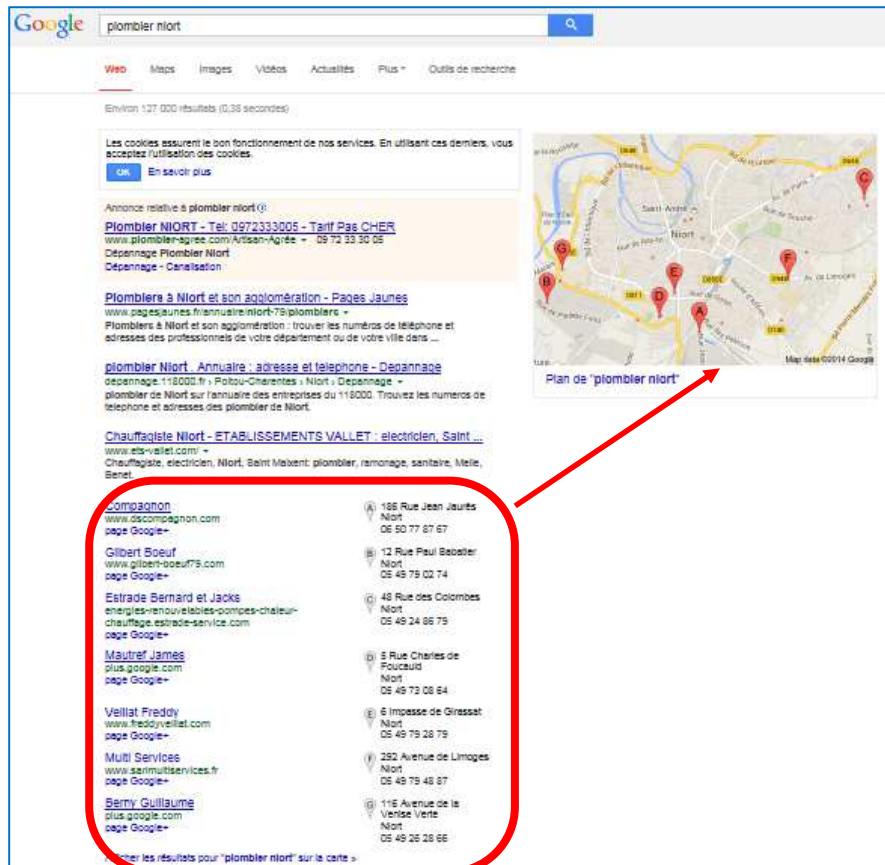 Google
plombier niort
Web Maps Images Vidéos Actualités Plus Outils de recherche
Environ 127 000 résultats (0,38 secondes)
Les cookies assurent le bon fonctionnement de nos services. En utilisant ces derniers, vous
acceptez l'utilisation des cookies.
OK En savoir plus
Annonce relative à plombier niort
Plombier NIORT - Tel: 0972333005 - Tarif Pas CHER
www.plombier-agree.com/Artisan-Agrée 09 72 33 30 05
Dépannage Plombier Niort
Dépannage - Canalisation
Plombiers à Niort et son agglomération - Pages Jaunes
www.pagesjaunes.fr/annuaire/niort-79/plombiers
Plombiers à Niort et son agglomération : trouver les numéros de téléphone et
adresses des professionnels de votre département ou de votre ville dans ...
plombier Niort . Annuaire : adresse et telephone - Depannage
depannage.118000.fr › Poitou-Charentes › Niort › Depannage
plombier de Niort sur l'annuaire des entreprises du 118000. Trouvez les numeros de
telephone et adresses des plombier de Niort.
Chauffagiste Niort - ETABLISSEMENTS VALLET : electricien, Saint ...
www.ets-vallet.com/
Chauffagiste, electricien, Niort, Saint Maixent: plombier, ramonage, sanitaire, Melle,
Benet.
Compagnon
www.dscompagnon.com
page Google+
A 186 Rue Jean Jaurès
Niort
06 50 77 87 67
Gilbert Boeuf
www.gilbert-boeuf79.com
page Google+
B 12 Rue Paul Sabatier
Niort
05 49 79 02 74
Estrade Bernard et Jacks
energies-renouvelables-pompes-chaleur-
chauffage.estrade-service.com
page Google+
C 48 Rue des Colombes
Niort
05 49 24 86 79
Mautref James
plus.google.com
page Google+
D 5 Rue Charles de
Foucauld
Niort
05 49 73 08 64
Veillat Freddy
www.freddyveillat.com
page Google+
E 6 Impasse de Girassat
Niort
05 49 79 28 79
Multi Services
www.sarlmultiservices.fr
page Google+
F 292 Avenue de Limoges
Niort
05 49 79 48 87
Berny Guillaume
plus.google.com
page Google+
G 116 Avenue de la
Venise Verte
Niort
05 49 26 28 66
Afficher les résultats pour "plombier niort" sur la carte »
C
Saint-André
Niort
G
B
E
F
D
A
Av. de Limoges
Map data ©2014 Google
Plan de "plombier niort"